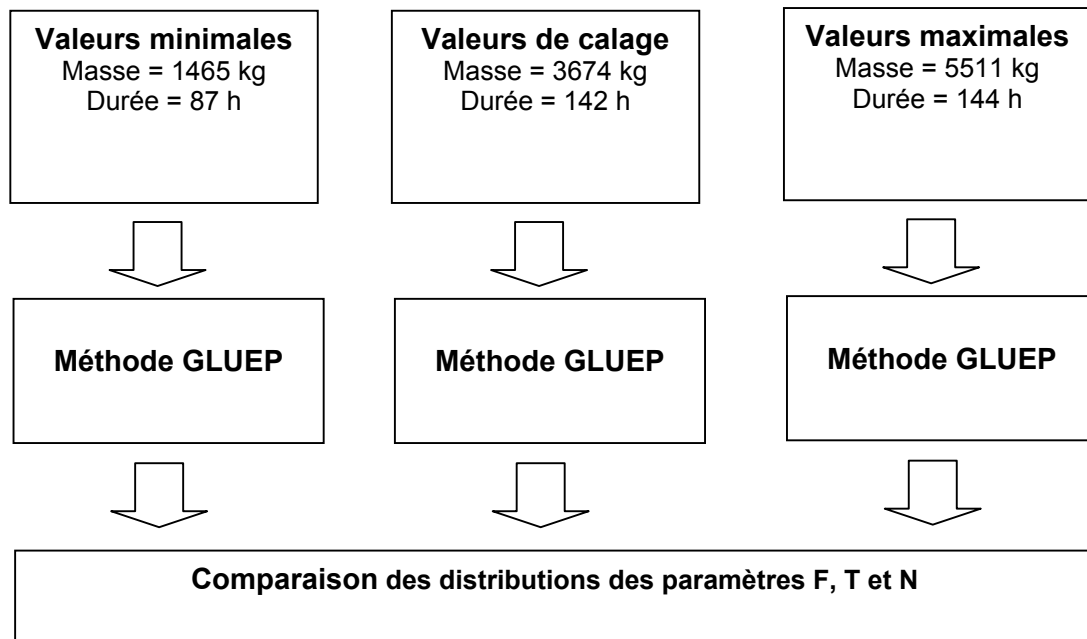 Valeurs minimales
Masse = 1465 kg
Durée = 87 h
Valeurs de calage
Masse = 3674 kg
Durée = 142 h
Valeurs maximales
Masse = 5511 kg
Durée = 144 h
Méthode GLUEP
Méthode GLUEP
Méthode GLUEP
Comparaison des distributions des paramètres F, T et N